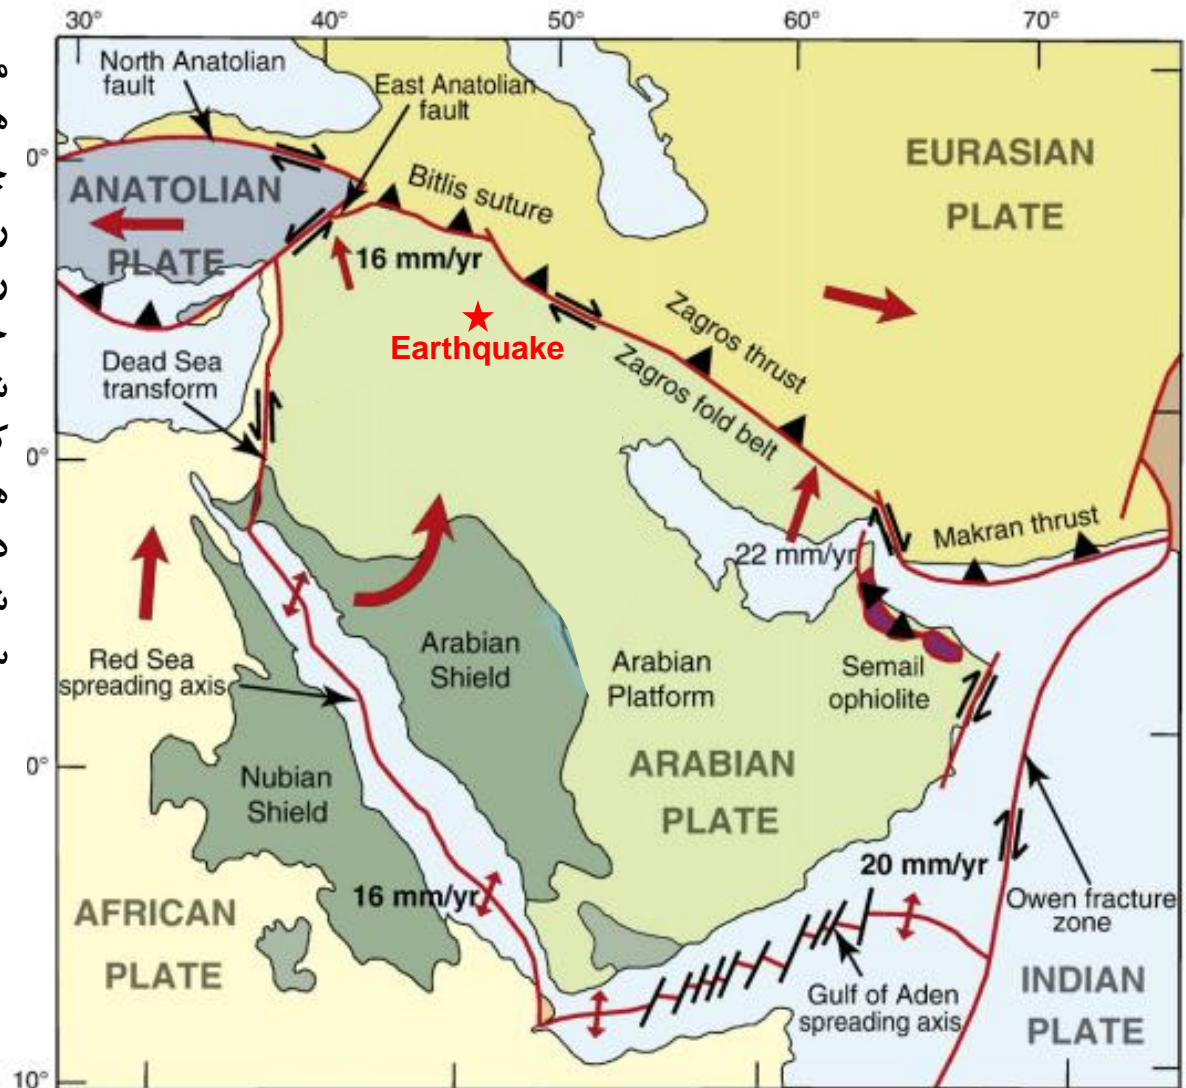 30°
40°
50°
60°
70°
North Anatolian
fault
East Anatolian
fault
0°
ANATOLIAN
PLATE
Bitlis suture
EURASIAN
PLATE
16 mm/yr
Earthquake
Zagros thrust
Zagros fold belt
Dead Sea
transform
0°
Makran thrust
22 mm/yr
Red Sea
spreading axis
Arabian
Shield
Arabian
Platform
Semail
ophiolite
0°
Nubian
Shield
ARABIAN
PLATE
16 mm/yr
20 mm/yr
Owen fracture
zone
AFRICAN
PLATE
Gulf of Aden
spreading axis
INDIAN
PLATE
10°